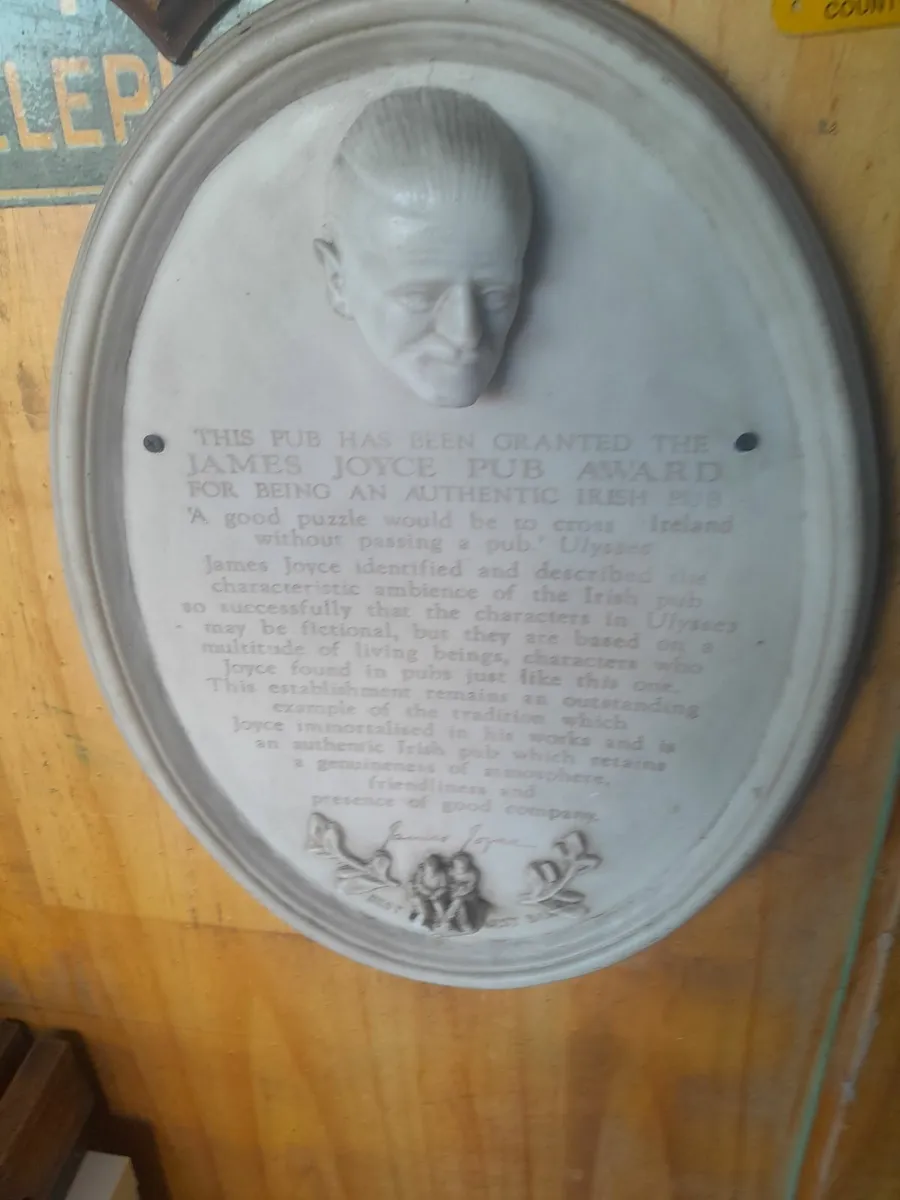 LLEP
COUNT
THIS PUB HAS BEEN GRANTED THE
JAMES JOYCE PUB AWARD
FOR BEING AN AUTHENTIC IRISH PUB
'A good puzzle would be to cross Ireland
without passing a pub.' Ulysses
James Joyce identified and described the
characteristic ambience of the Irish pub
so successfully that the characters in Ulysses
may be fictional, but they are based on a
multitude of living beings, characters who
Joyce found in pubs just like this one.
This establishment remains an outstanding
example of the tradition which
Joyce immortalised in his works and is
an authentic Irish pub which retains
a genuineness of atmosphere,
friendliness and
presence of good company.
James Joyce